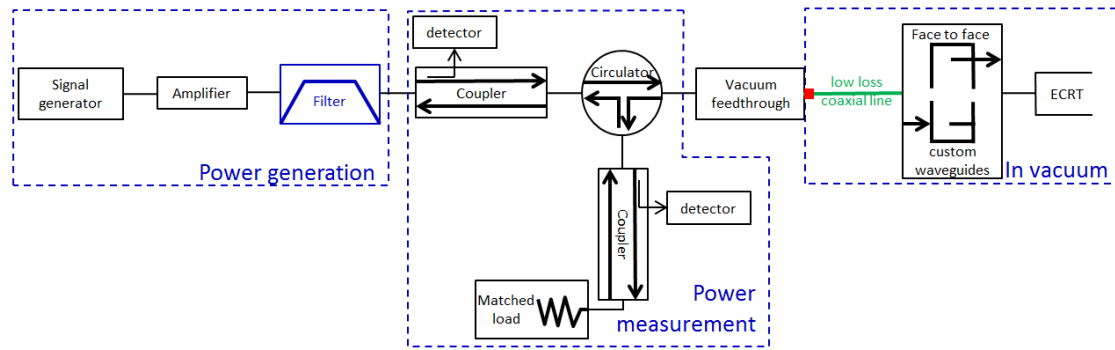 Signal
generator
Amplifier
Filter
Power generation
detector
Coupler
Circulator
Coupler
detector
Matched
load
Power
measurement
Vacuum
feedthrough
low loss
coaxial line
Face to face
custom
waveguides
ECRT
In vacuum